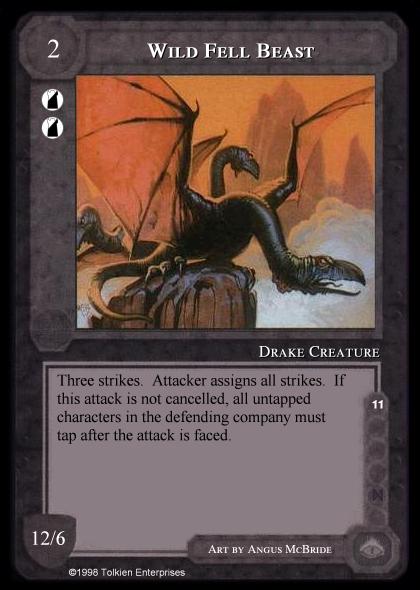 2
Wild Fell Beast
Drake Creature
Three strikes.  Attacker assigns all strikes.  If
this attack is not cancelled, all untapped
characters in the defending company must
tap after the attack is faced.
11
N
12/6
Art by Angus McBride
©1998 Tolkien Enterprises